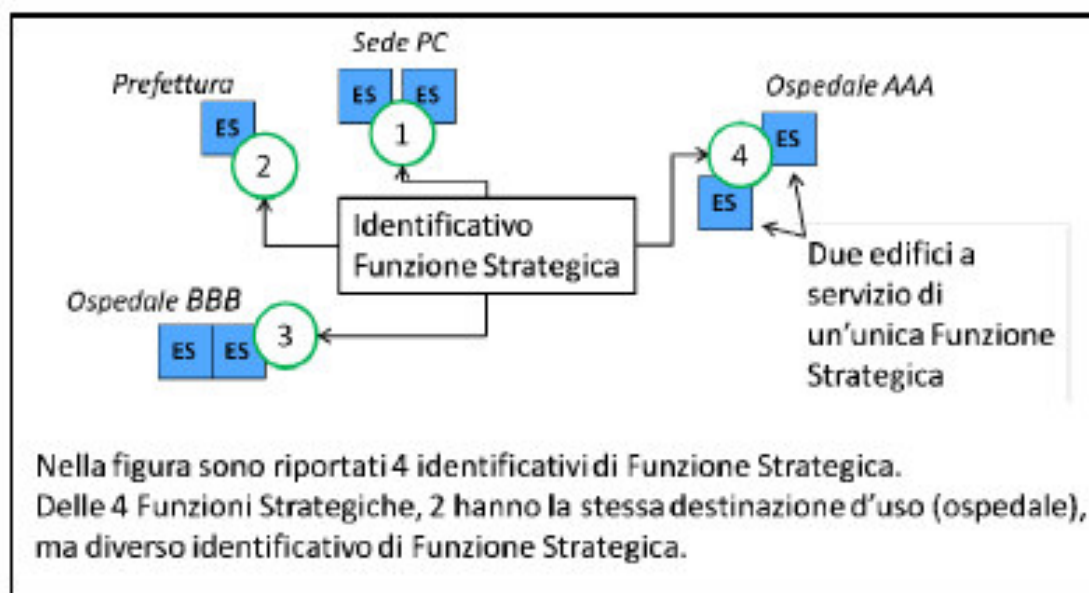 Sede PC
Prefettura
Ospedale AAA
ES
ES
ES
ES
1
2
4
ES
Identificativo
Funzione Strategica
Due edifici a
servizio di
un'unica Funzione
Strategica
Ospedale BBB
ES
ES
3
Nella figura sono riportati 4 identificativi di Funzione Strategica.
Delle 4 Funzioni Strategiche, 2 hanno la stessa destinazione d'uso (ospedale),
ma diverso identificativo di Funzione Strategica.